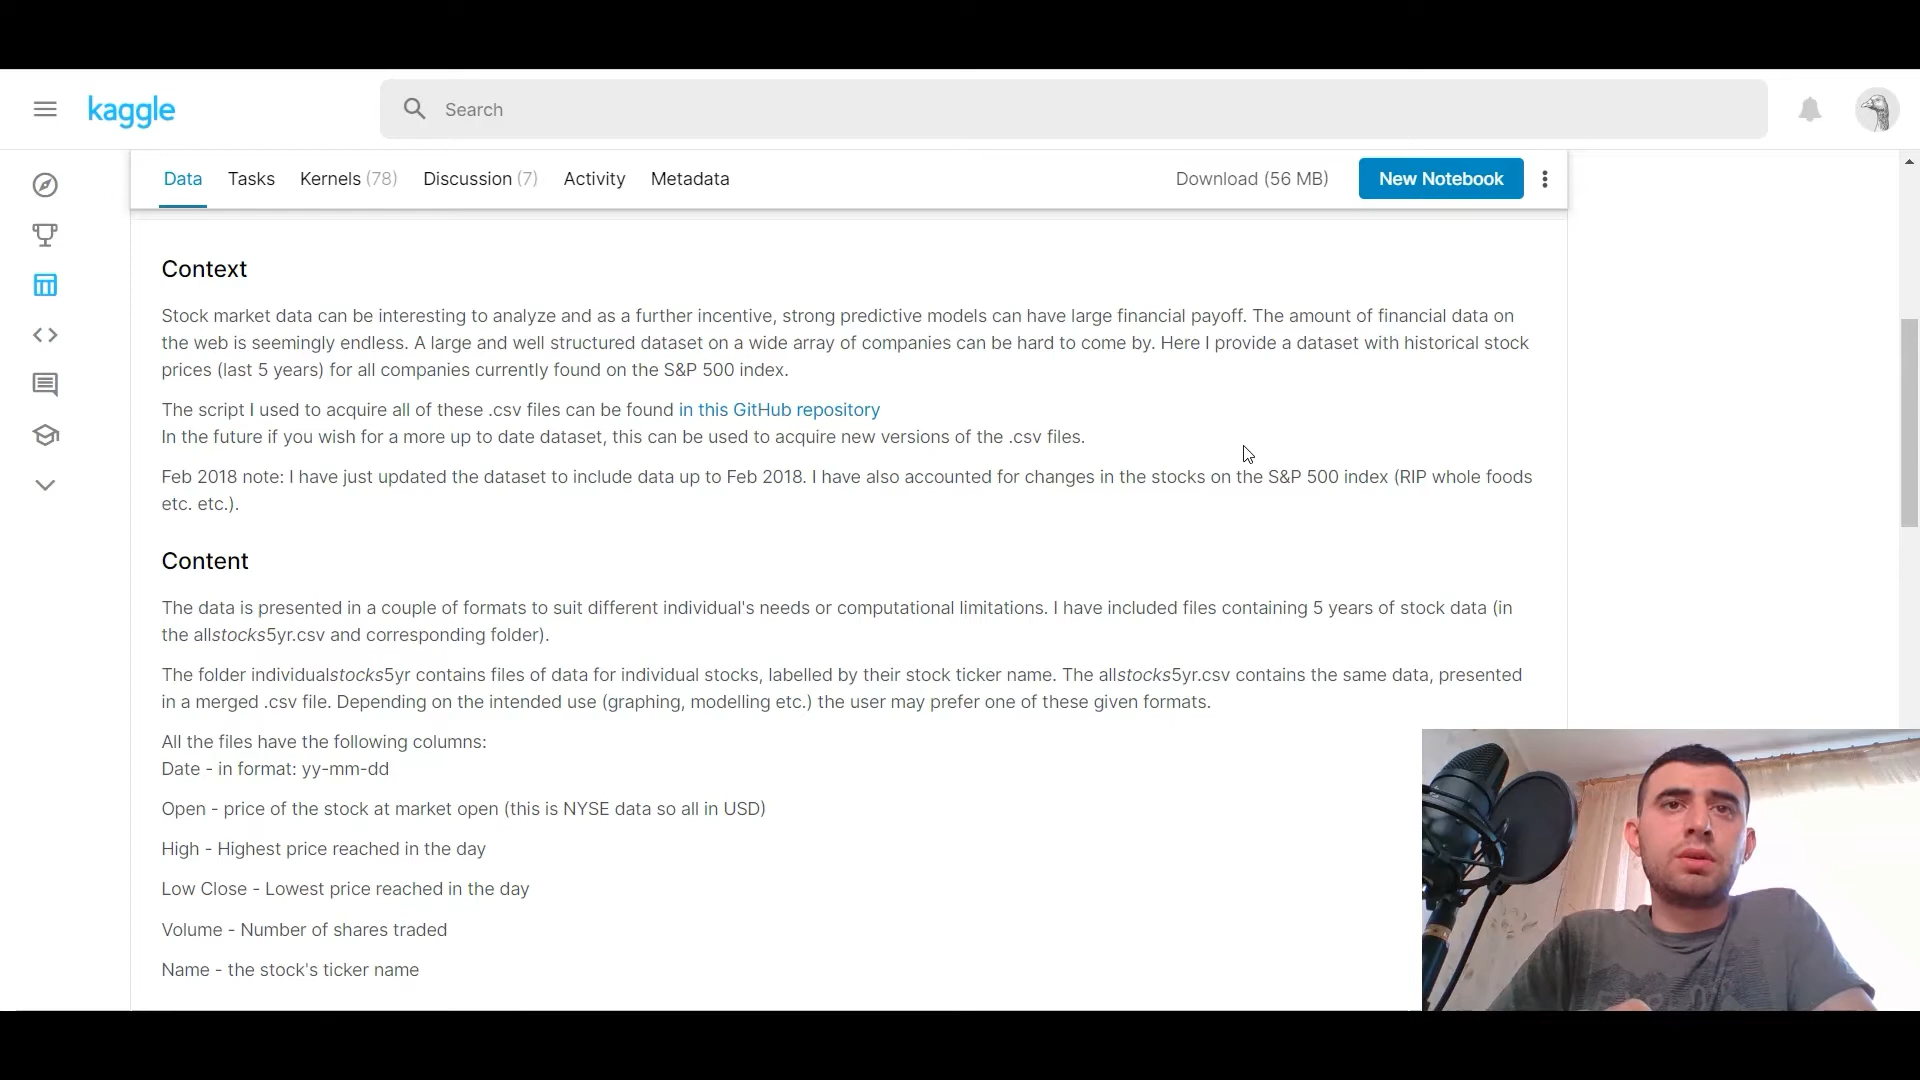 kaggle
Search
Data Tasks Kernels (78) Discussion (7) Activity Metadata Download (56 MB) New Notebook
Context
Stock market data can be interesting to analyze and as a further incentive, strong predictive models can have large financial payoff. The amount of financial data on
the web is seemingly endless. A large and well structured dataset on a wide array of companies can be hard to come by. Here I provide a dataset with historical stock
prices (last 5 years) for all companies currently found on the S&P 500 index.
The script I used to acquire all of these .csv files can be found in this GitHub repository
In the future if you wish for a more up to date dataset, this can be used to acquire new versions of the .csv files.
Feb 2018 note: I have just updated the dataset to include data up to Feb 2018. I have also accounted for changes in the stocks on the S&P 500 index (RIP whole foods
etc. etc.).
Content
The data is presented in a couple of formats to suit different individual's needs or computational limitations. I have included files containing 5 years of stock data (in
the allstocks5yr.csv and corresponding folder).
The folder individualstocks5yr contains files of data for individual stocks, labelled by their stock ticker name. The allstocks5yr.csv contains the same data, presented
in a merged .csv file. Depending on the intended use (graphing, modelling etc.) the user may prefer one of these given formats.
All the files have the following columns:
Date - in format: yy-mm-dd
Open - price of the stock at market open (this is NYSE data so all in USD)
High - Highest price reached in the day
Low Close - Lowest price reached in the day
Volume - Number of shares traded
Name - the stock's ticker name